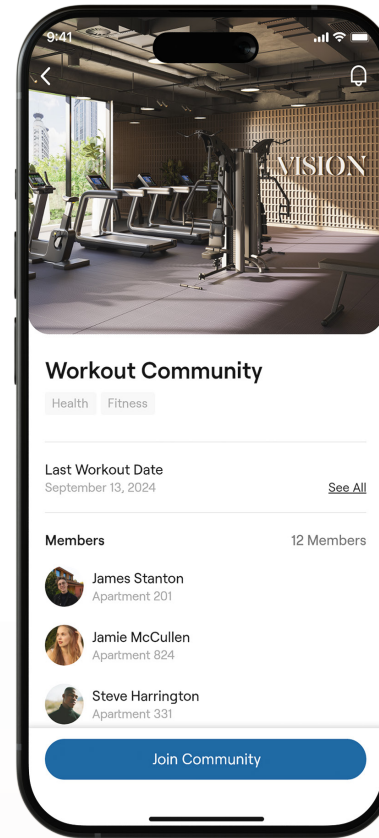 9:41
VISION
Workout Community
Health Fitness
Last Workout Date
September 13, 2024 See All
Members 12 Members
James Stanton
Apartment 201
Jamie McCullen
Apartment 824
Steve Harrington
Apartment 331
Join Community